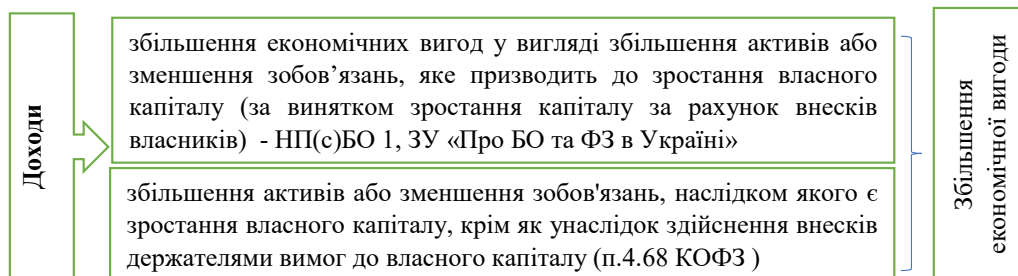 Доходи
збільшення економічних вигод у вигляді збільшення активів або
зменшення зобов’язань, яке призводить до зростання власного
капіталу (за винятком зростання капіталу за рахунок внесків
власників) - НП(с)БО 1, ЗУ «Про БО та ФЗ в Україні»
збільшення активів або зменшення зобов'язань, наслідком якого є
зростання власного капіталу, крім як унаслідок здійснення внесків
держателями вимог до власного капіталу (п.4.68 КОФЗ )
Збільшення
економічної вигоди